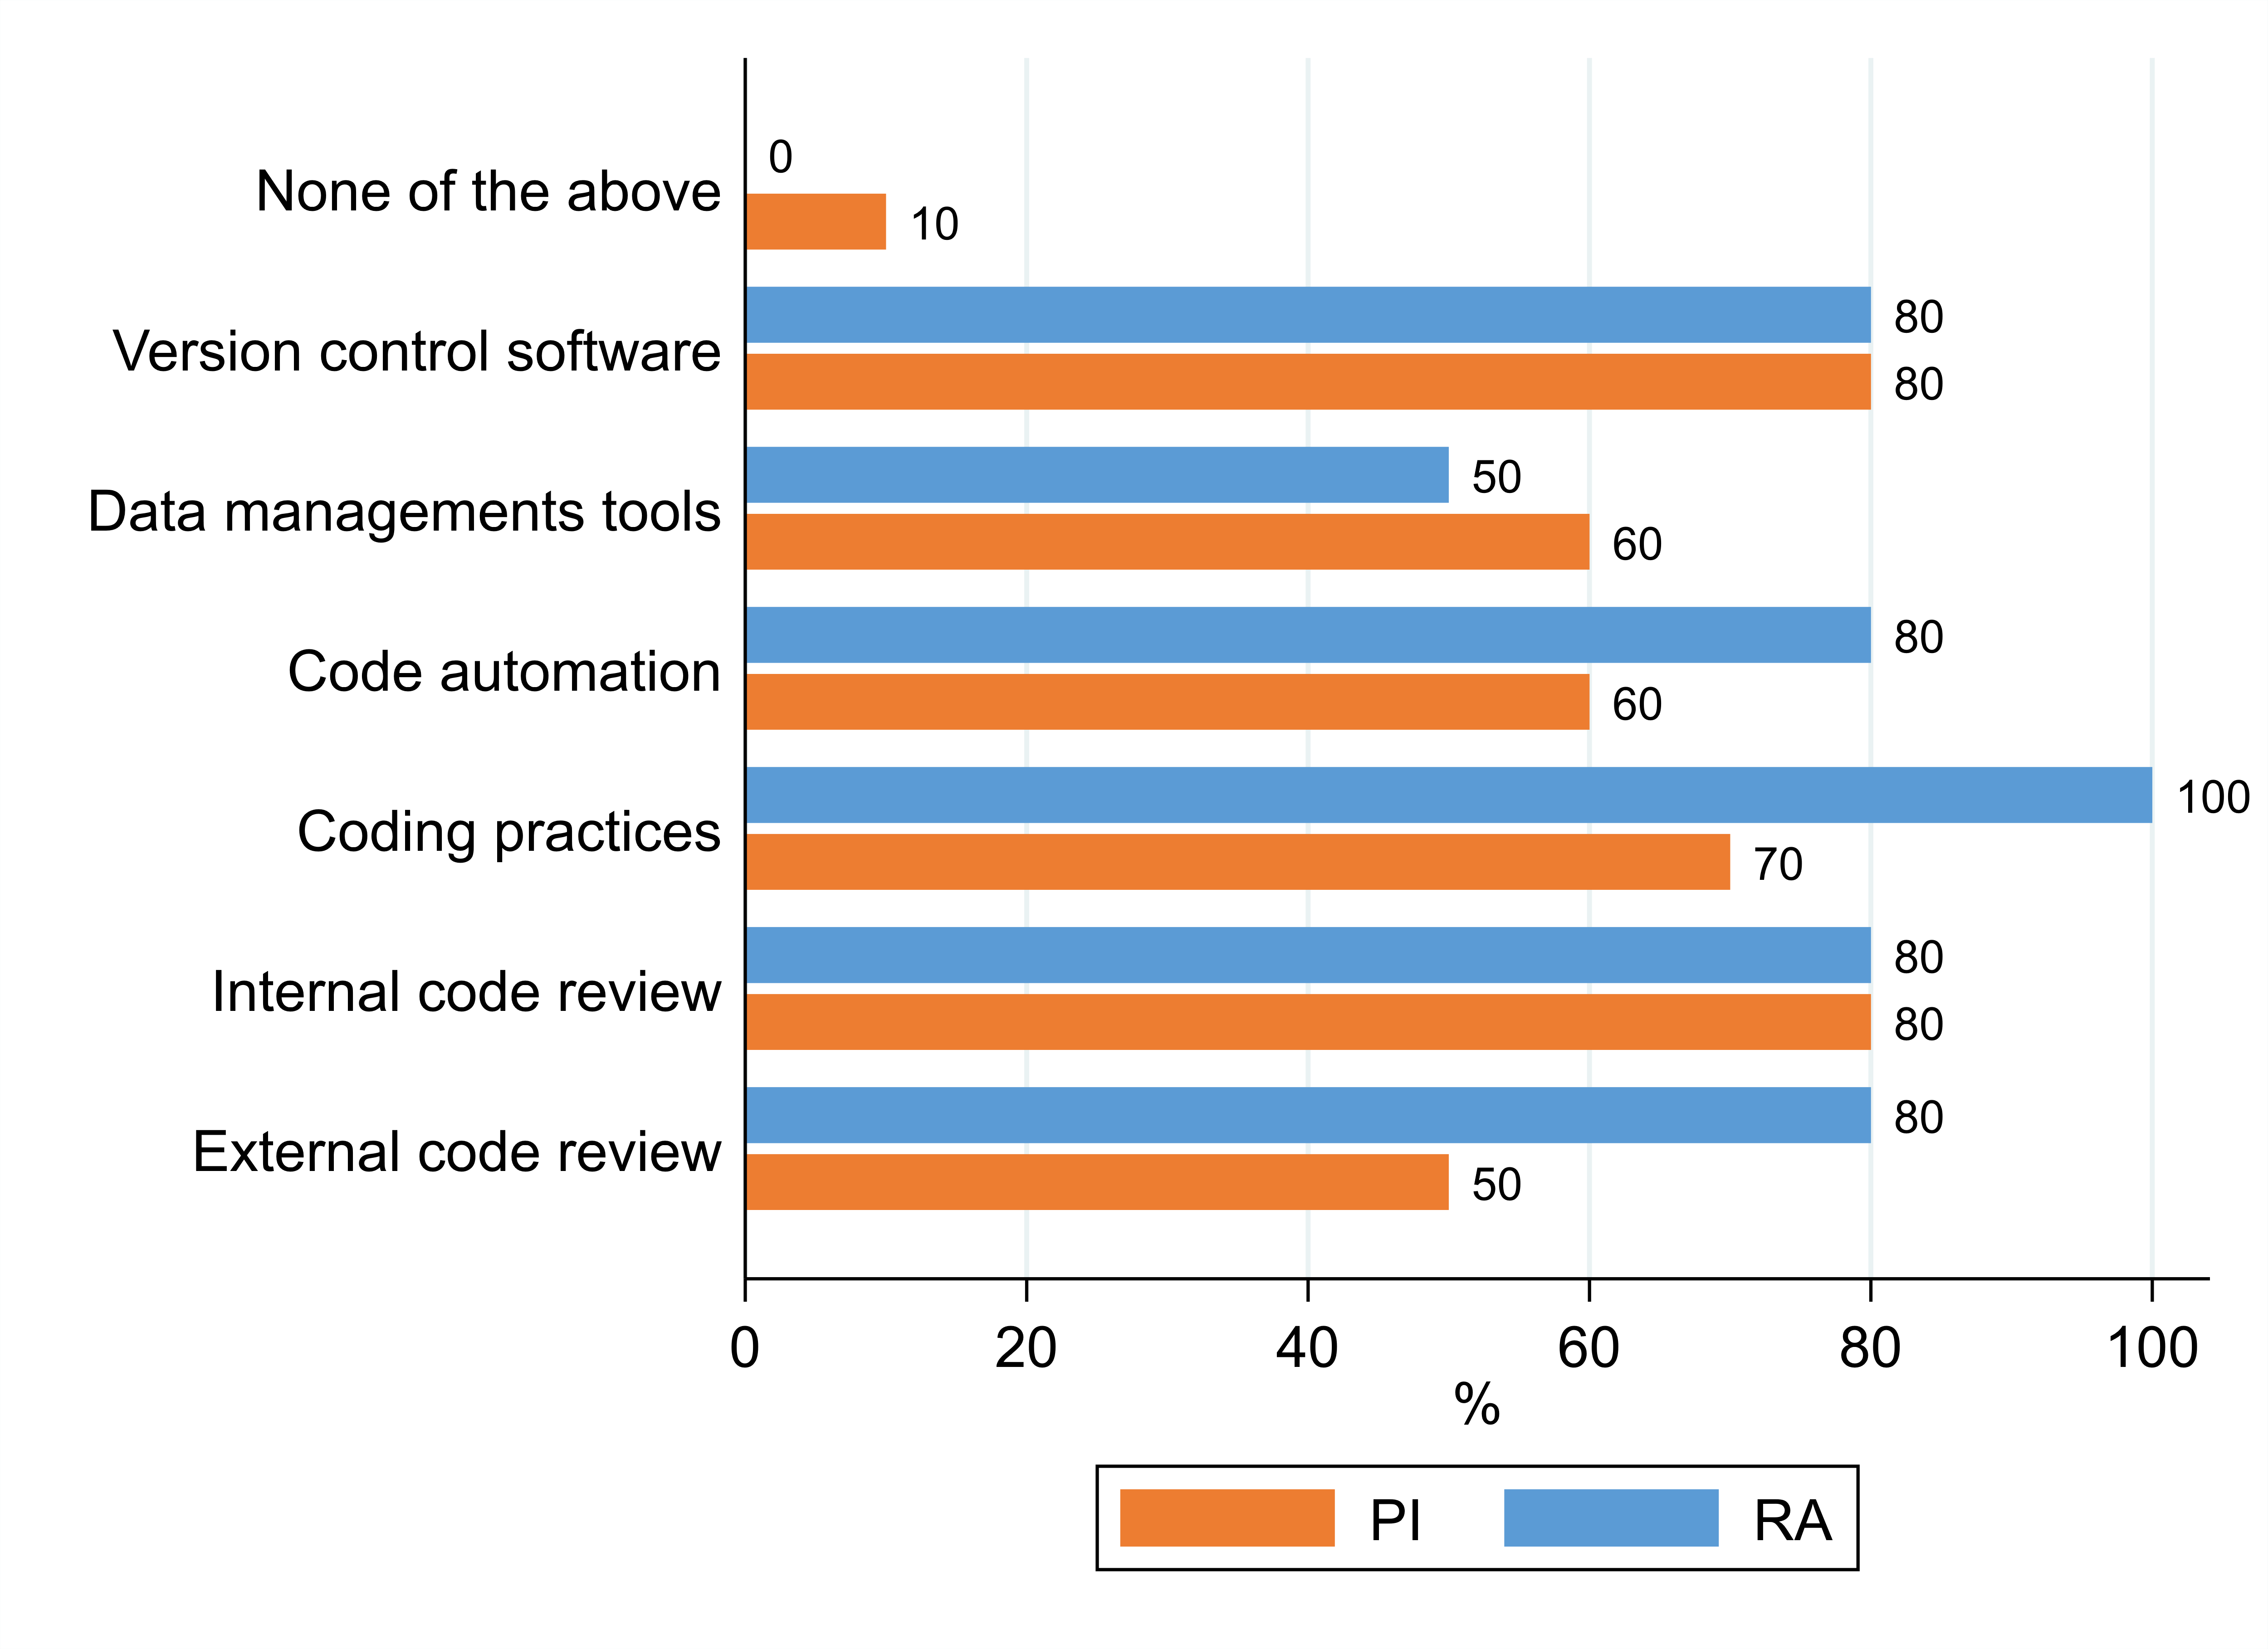 0
None of the above
10
80
Version control software
80
50
Data managements tools
60
80
Code automation
60
100
Coding practices
70
80
Internal code review
80
80
External code review
50
0 20 40 60 80 100
%
PI RA